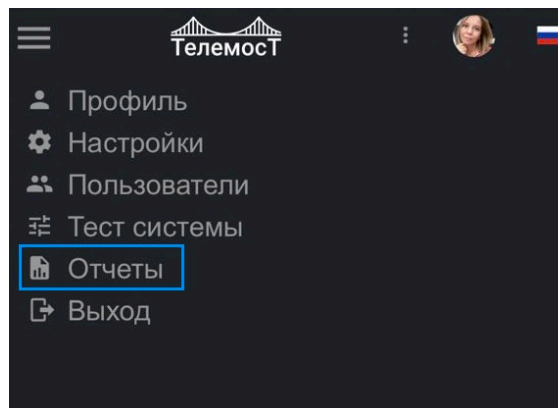 ТелемосТ
Профиль
Настройки
Пользователи
Тест системы
Отчеты
Выход